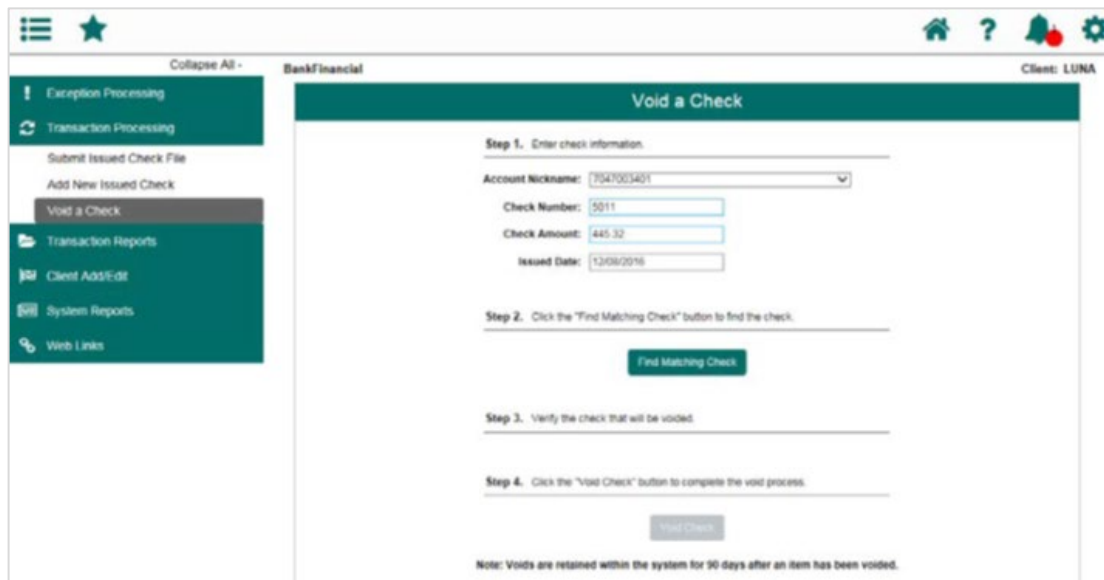 ?
Collapse All -
BankFinancial
Client: LUNA
! Exception Processing
Transaction Processing
Submit Issued Check File
Add New Issued Check
Void a Check
Transaction Reports
Client Add/Edit
System Reports
Web Links
Void a Check
Step 1. Enter check information.
Account Nickname: 7047003401
Check Number: 5011
Check Amount: 445.32
Issued Date: 12/08/2016
Step 2. Click the "Find Matching Check" button to find the check.
Find Matching Check
Step 3. Verify the check that will be voided.
Step 4. Click the "Void Check" button to complete the void process.
Void Check
Note: Voids are retained within the system for 90 days after an item has been voided.